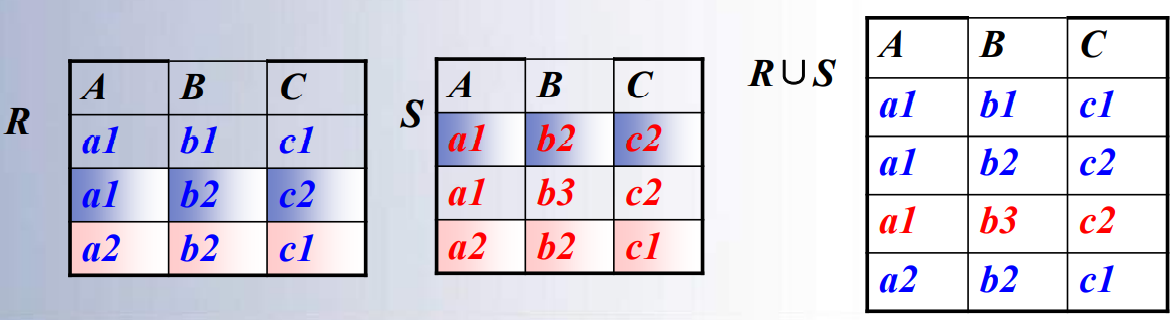 R
A B C
a1 b1 c1
a1 b2 c2
a2 b2 c1
S
A B C
a1 b2 c2
a1 b3 c2
a2 b2 c1
R∪S
A B C
a1 b1 c1
a1 b2 c2
a1 b3 c2
a2 b2 c1